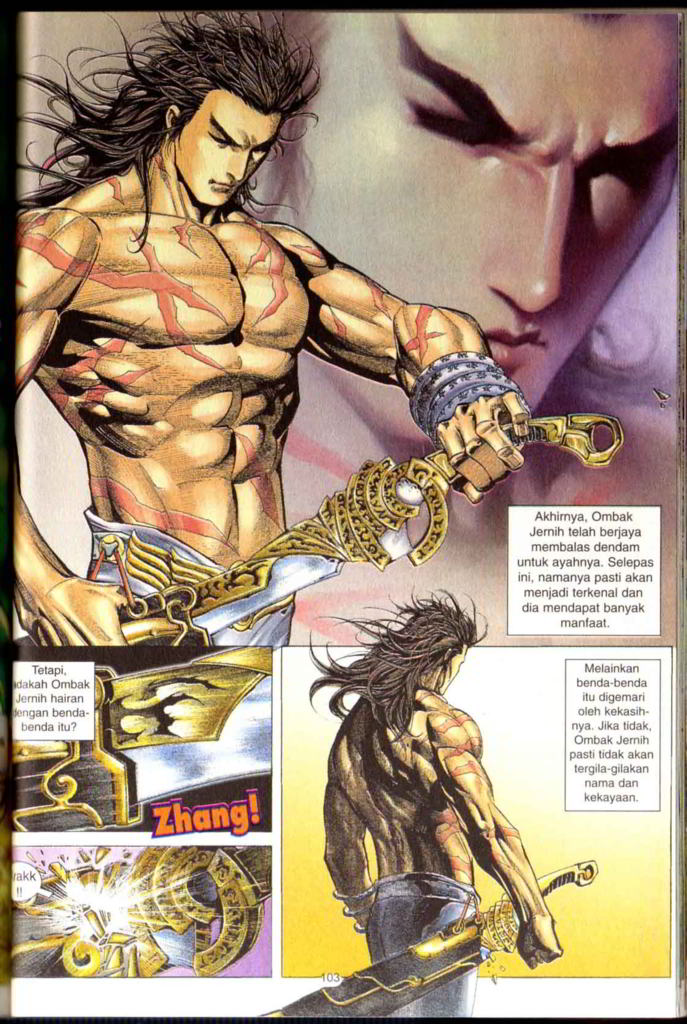 Akhirnya, Ombak
Jernih telah berjaya
membalas dendam
untuk ayahnya. Selepas
ini, namanya pasti akan
menjadi terkenal dan
dia mendapat banyak
manfaat.
Tetapi,
adakah Ombak
Jernih hairan
dengan benda-
benda itu?
Zhang!
Melainkan
benda-benda
itu digemari
oleh kekasih-
nya. Jika tidak,
Ombak Jernih
pasti tidak akan
tergila-gilakan
nama dan
kekayaan.
!!
103